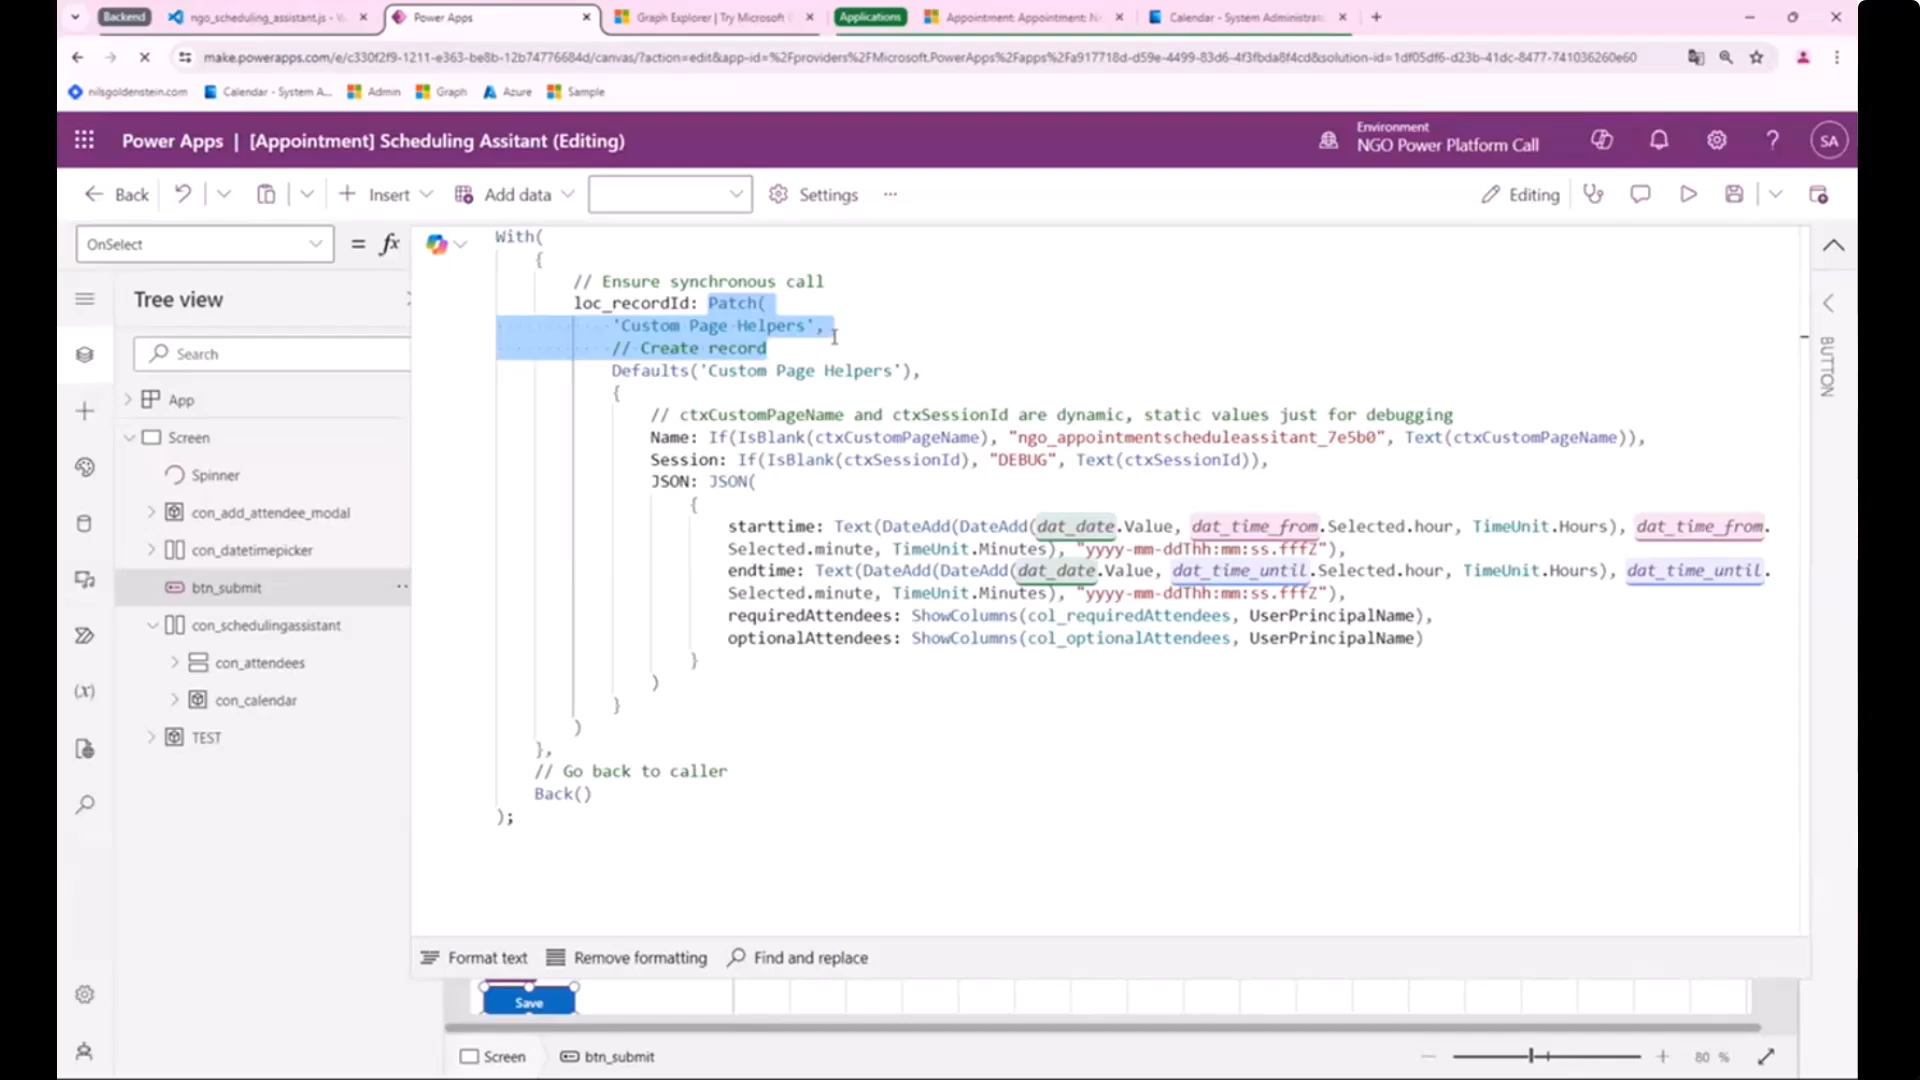 Backend
ngo_scheduling_assistant.js - V
Power Apps
Graph Explorer | Try Microsoft
Applications
Appointment: Appointment: N
Calendar - System Administrat
make.powerapps.com/e/c330f2f9-1211-e363-be8b-12b74776684d/canvas/?action=edit&app-id=%2Fproviders%2FMicrosoft.PowerApps%2Fapps%2Fa917718d-d59e-4499-83d6-4f3fbda8f4cd&solution-id=1df05df6-d23b-41dc-8477-741036260e60
nilsgoldenstein.com
Calendar - System A...
Admin
Graph
Azure
Sample
Power Apps | [Appointment] Scheduling Assitant (Editing)
Environment
NGO Power Platform Call
SA
Back
Insert
Add data
Settings
...
Editing
OnSelect
= fx
Tree view
Search
App
Screen
Spinner
con_add_attendee_modal
con_datetimepicker
btn_submit
con_schedulingassistant
con_attendees
con_calendar
TEST
With(
{
// Ensure synchronous call
loc_recordId: Patch(
'Custom Page Helpers',
// Create record
Defaults('Custom Page Helpers'),
{
// ctxCustomPageName and ctxSessionId are dynamic, static values just for debugging
Name: If(IsBlank(ctxCustomPageName), "ngo_appointmentscheduleassitant_7e5b0", Text(ctxCustomPageName)),
Session: If(IsBlank(ctxSessionId), "DEBUG", Text(ctxSessionId)),
JSON: JSON(
{
starttime: Text(DateAdd(DateAdd(dat_date.Value, dat_time_from.Selected.hour, TimeUnit.Hours), dat_time_from.
Selected.minute, TimeUnit.Minutes), "yyyy-mm-ddThh:mm:ss.fffZ"),
endtime: Text(DateAdd(DateAdd(dat_date.Value, dat_time_until.Selected.hour, TimeUnit.Hours), dat_time_until.
Selected.minute, TimeUnit.Minutes), "yyyy-mm-ddThh:mm:ss.fffZ"),
requiredAttendees: ShowColumns(col_requiredAttendees, UserPrincipalName),
optionalAttendees: ShowColumns(col_optionalAttendees, UserPrincipalName)
}
)
}
)
},
// Go back to caller
Back()
);
BUTTON
Format text
Remove formatting
Find and replace
Save
Screen
btn_submit
80 %